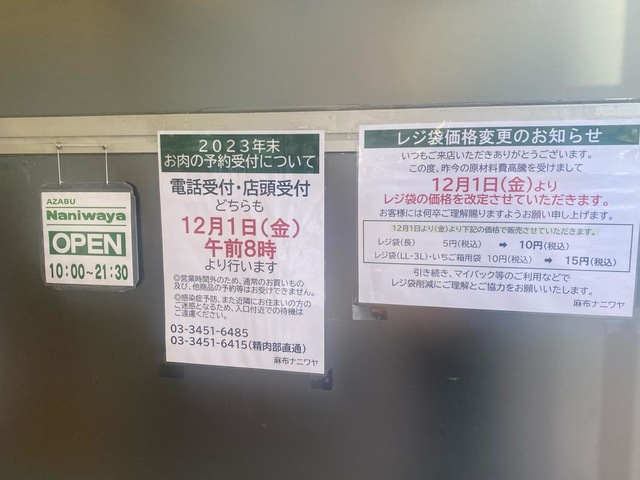 AZABU
Naniwaya
OPEN
10:00~21:30
2023年末
お肉の予約受付について
電話受付・店頭受付
どちらも
12月1日(金)
午前8時
より行います
◎営業時間外のため、通常のお買いもの
及び、他商品の予約等はお受けできません。
◎感染症予防、また近隣にお住まいの方の
ご迷惑となるため、入口付近での待機は
ご遠慮ください。
03-3451-6485
03-3451-6415(精肉部直通)
麻布ナニワヤ
レジ袋価格変更のお知らせ
いつもご来店いただきありがとうございます。
この度、昨今の原材料費高騰を受けまして
12月1日(金)より
レジ袋の価格を改定させていただきます。
お客様には何卒ご理解賜りますようお願い申し上げます。
12月1日より(金)より下記の価格で販売させていただきます。
レジ袋(長) 5円(税込) ➡ 10円(税込)
レジ袋(LL・3L)・いちご箱用袋 10円(税込) ➡ 15円(税込)
引き続き、マイバック等のご利用などで
レジ袋削減にご理解とご協力をお願いいたします。
麻布ナニワヤ